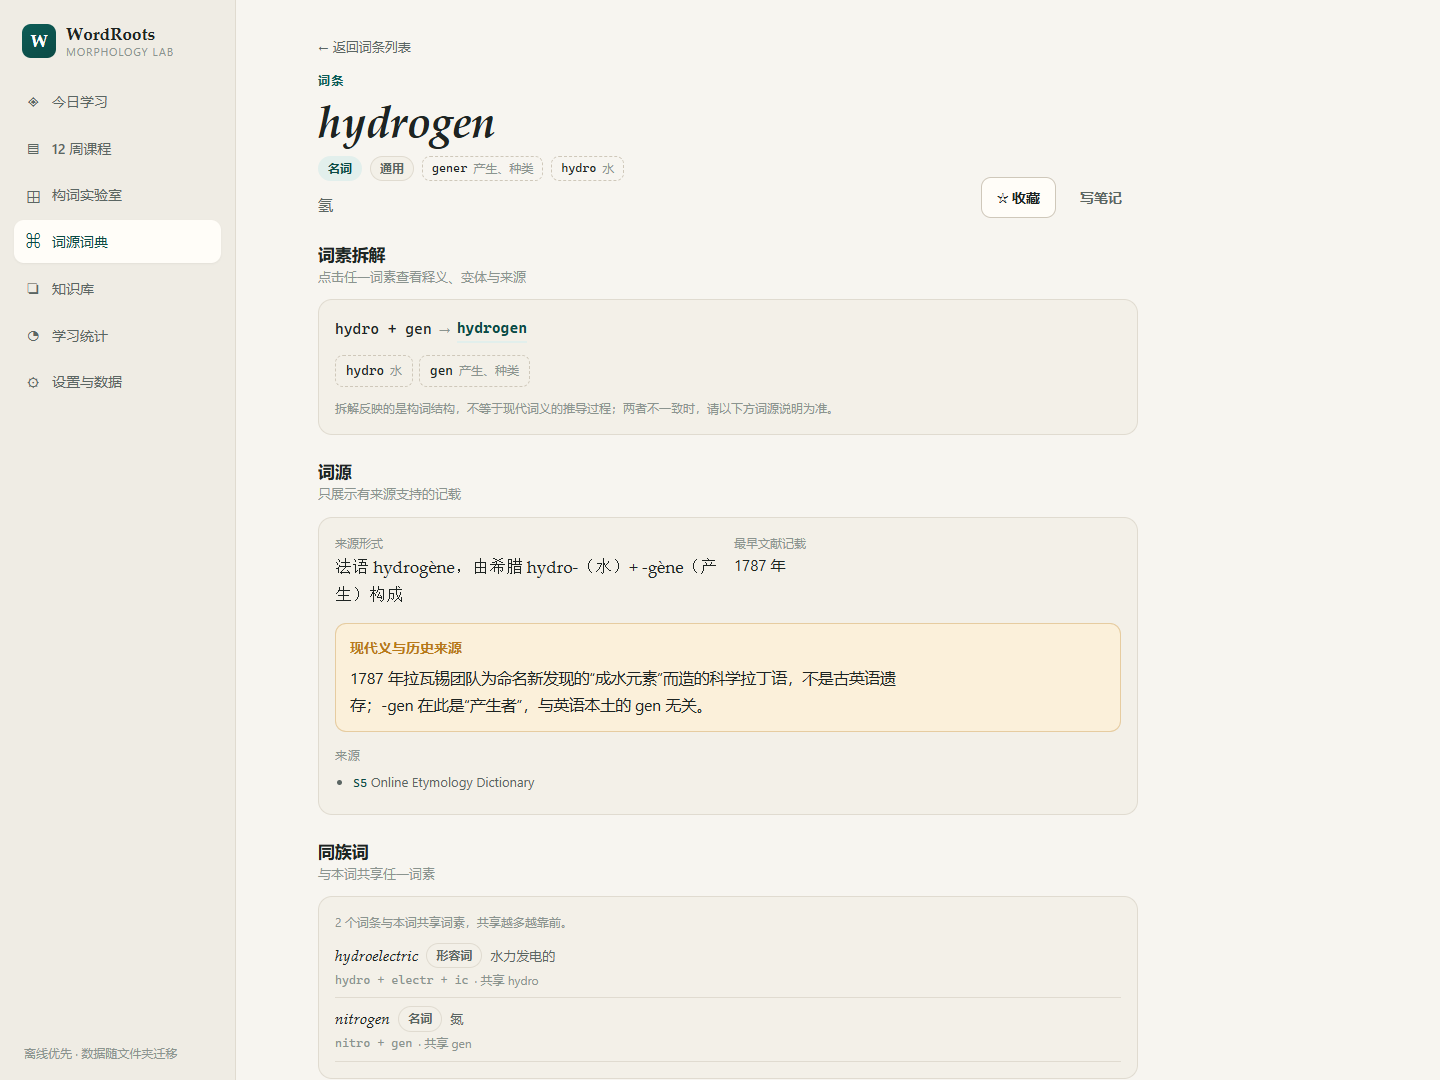 W
WordRoots
MORPHOLOGY LAB
今日学习
12 周课程
构词实验室
词源词典
知识库
学习统计
设置与数据
离线优先 · 数据随文件夹迁移
← 返回词条列表
词条
hydrogen
名词 通用 gener 产生、种类 hydro 水
氢
☆ 收藏 写笔记
词素拆解
点击任一词素查看释义、变体与来源
hydro + gen → hydrogen
hydro 水 gen 产生、种类
拆解反映的是构词结构，不等于现代词义的推导过程；两者不一致时，请以下方词源说明为准。
词源
只展示有来源支持的记载
来源形式
法语 hydrogène，由希腊 hydro-（水）+ -gène（产
生）构成
最早文献记载
1787 年
现代义与历史来源
1787 年拉瓦锡团队为命名新发现的“成水元素”而造的科学拉丁语，不是古英语遗
存；-gen 在此是“产生者”，与英语本土的 gen 无关。
来源
• S5 Online Etymology Dictionary
同族词
与本词共享任一词素
2 个词条与本词共享词素，共享越多越靠前。
hydroelectric 形容词 水力发电的
hydro + electr + ic · 共享 hydro
nitrogen 名词 氮
nitro + gen · 共享 gen